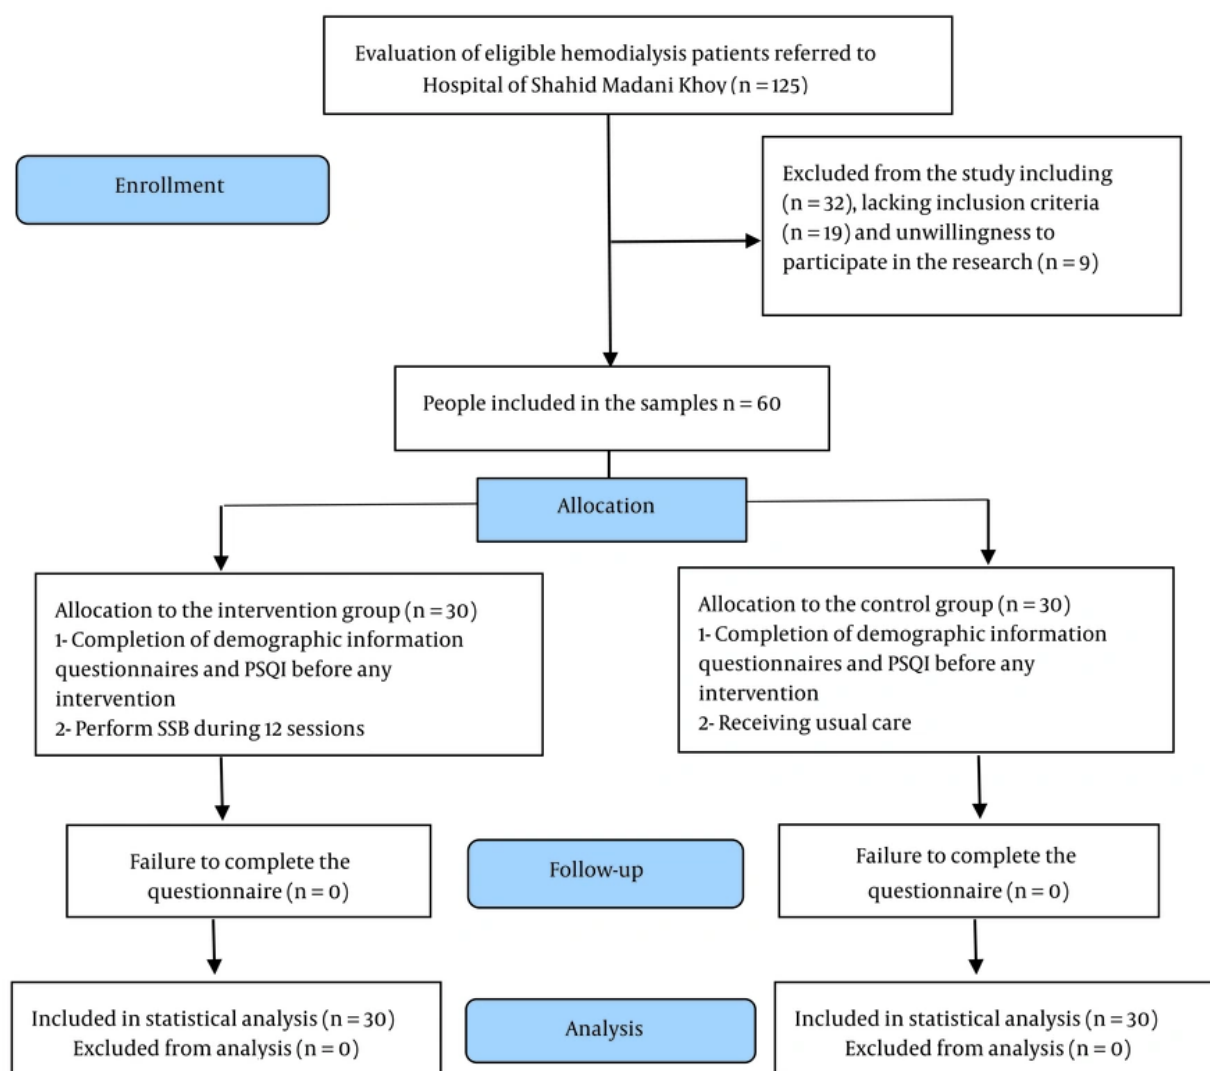 Evaluation of eligible hemodialysis patients referred to
Hospital of Shahid Madani Khoy (n = 125)
Enrollment
Excluded from the study including
(n = 32), lacking inclusion criteria
(n = 19) and unwillingness to
participate in the research (n = 9)
People included in the samples n = 60
Allocation
Allocation to the intervention group (n = 30)
1- Completion of demographic information
questionnaires and PSQI before any
intervention
2- Perform SSB during 12 sessions
Allocation to the control group (n = 30)
1- Completion of demographic information
questionnaires and PSQI before any
intervention
2- Receiving usual care
Failure to complete the
questionnaire (n = 0)
Follow-up
Failure to complete the
questionnaire (n = 0)
Included in statistical analysis (n = 30)
Excluded from analysis (n = 0)
Analysis
Included in statistical analysis (n = 30)
Excluded from analysis (n = 0)